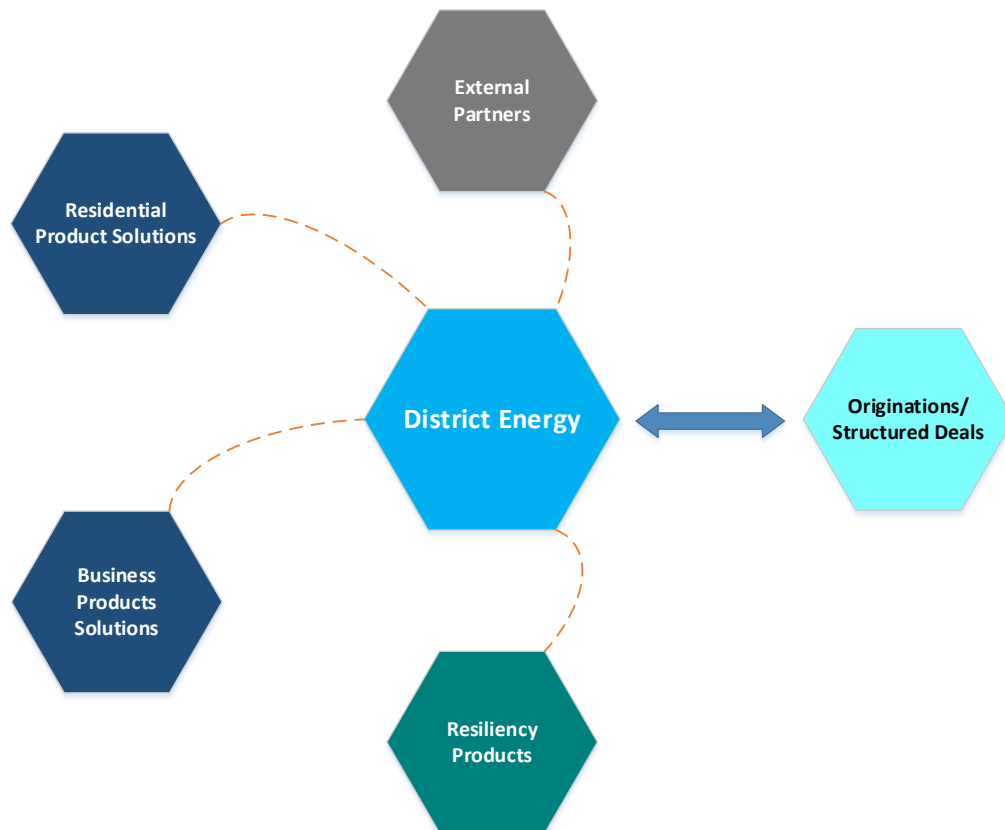 External
Partners
Residential
Product Solutions
District Energy
Originations/
Structured Deals
Business
Products
Solutions
Resiliency
Products